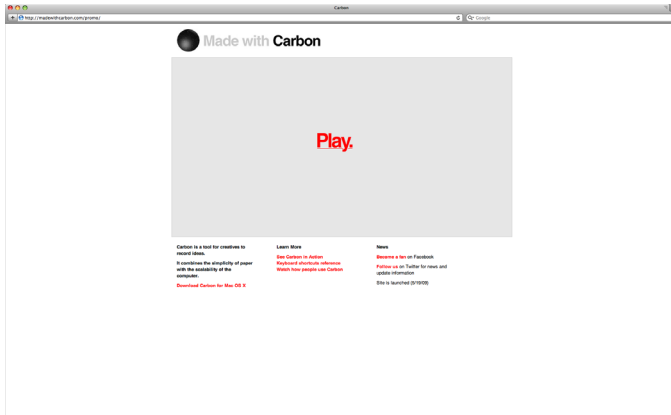 Carbon
http://madewithcarbon.com/promo/
Google
Made with Carbon
Play.
Carbon is a tool for creatives to
record ideas.
It combines the simplicity of paper
with the scalability of the
computer.
Download Carbon for Mac OS X
Learn More
See Carbon in Action
Keyboard shortcuts reference
Watch how people use Carbon
News
Become a fan on Facebook
Follow us on Twitter for news and
update information
Site is launched (5/19/09)